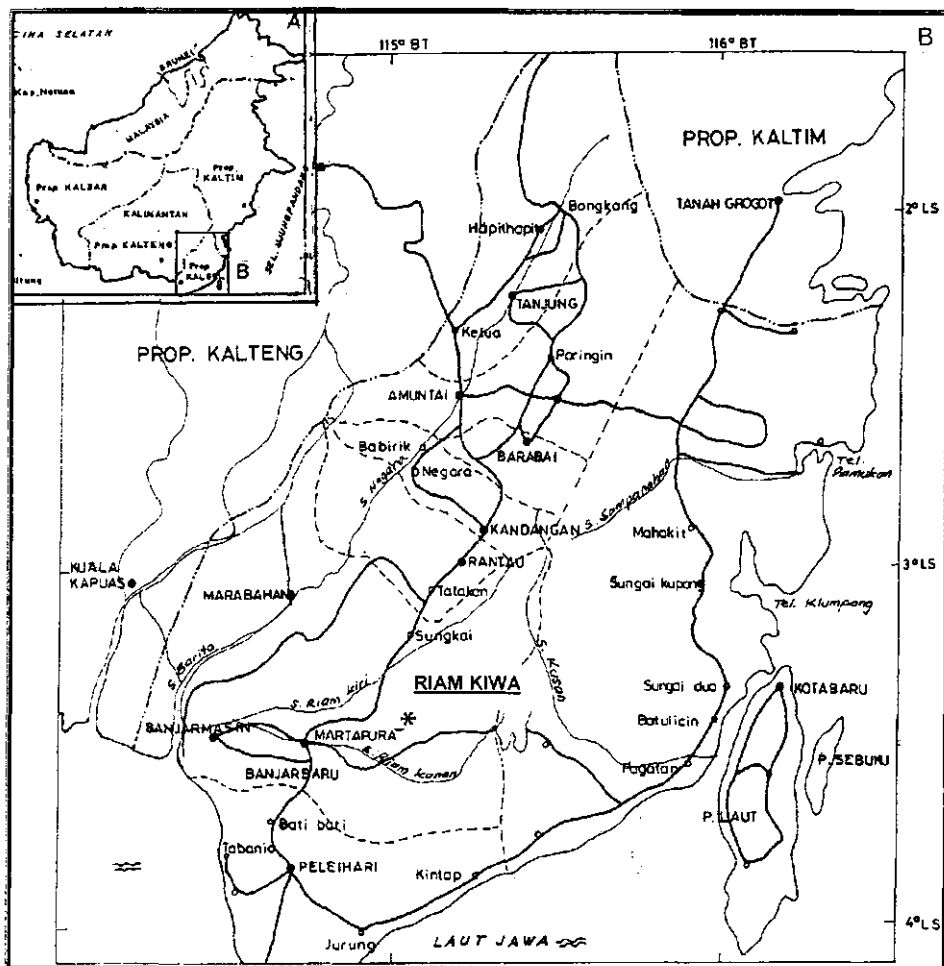 A
CINA SELATAN
BRUNEI
MALAYSIA
Prop KALBAR
Prop. KALTIM
KALIMANTAN
Prop KALTENG
Prop KALSEL
B
115° BT
116° BT
B
PROP. KALTIM
2° LS
TANAH GROGOT
Bongkang
Hapithapit
TANJUNG
Kelua
PROP. KALTENG
Paringin
AMUNTAI
Babirik
BARABAI
Negara
S. Negara
S. Sampanahan
Tel. Pamukan
KANDANGAN
Mahakit
RANTAU
3° LS
KUALA KAPUAS
MARABAHAN
Tatakan
Sungai kupang
Tel. Klumpang
Sungkai
S. Barito
S. Kusan
RIAM KIWA
S. Riam kiri
Sungai dua
KOTABARU
BANJARMASIN
MARTAPURA
Batulicin
S. Riam kanan
Pagatan
P. SEBUKU
BANJARBARU
P. LAUT
Bati bati
Tabanio
PELEIHARI
Kintap
Jurung
LAUT JAWA
4° LS